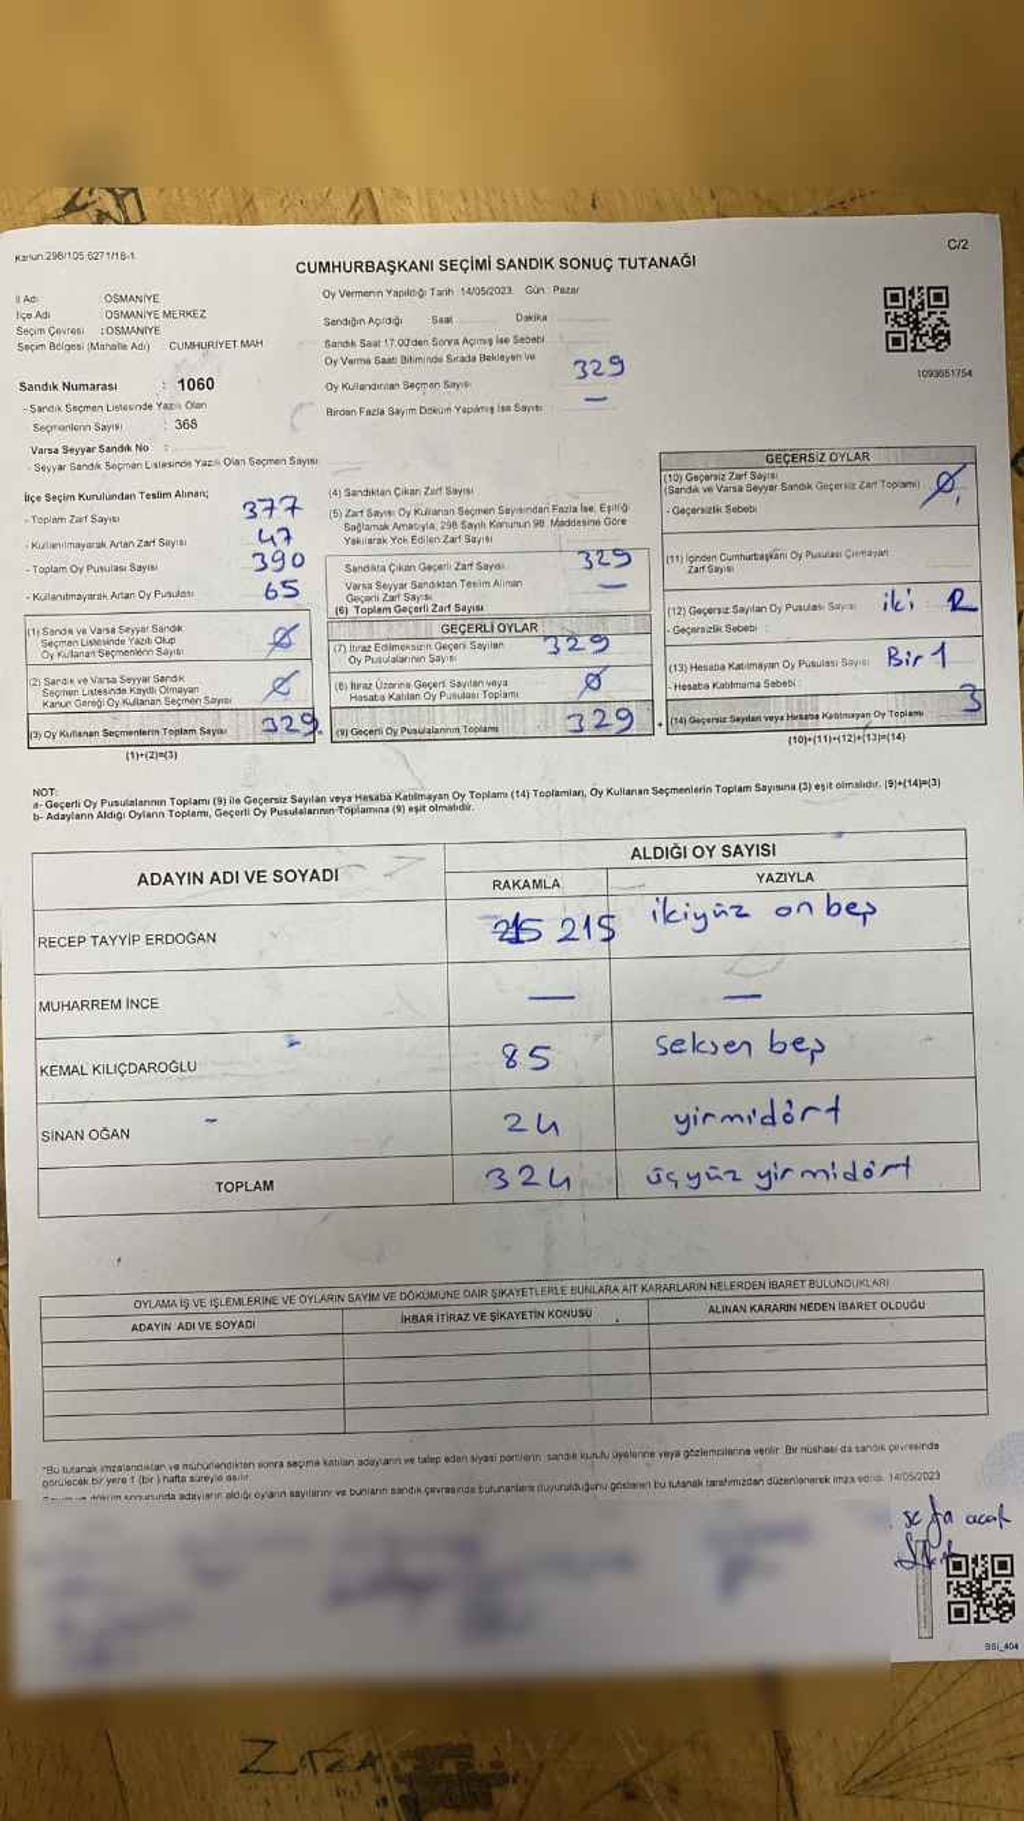 Kanun:298/105 6271/18-1
C/2
CUMHURBAŞKANI SEÇİMİ SANDIK SONUÇ TUTANAĞI
İl Adı : OSMANİYE
İlçe Adı : OSMANİYE MERKEZ
Seçim Çevresi : OSMANİYE
Seçim Bölgesi (Mahalle Adı) : CUMHURİYET MAH
Sandık Numarası : 1060
- Sandık Seçmen Listesinde Yazılı Olan
Seçmenlerin Sayısı : 368
Varsa Seyyar Sandık No :
- Seyyar Sandık Seçmen Listesinde Yazılı Olan Seçmen Sayısı
Oy Vermenin Yapıldığı Tarih :14/05/2023 Gün : Pazar
Sandığın Açıldığı : Saat Dakika
Sandık Saat 17.00'den Sonra Açılmış İse Sebebi
Oy Verme Saati Bitiminde Sırada Bekleyen ve
Oy Kullandırılan Seçmen Sayısı 329
Birden Fazla Sayım Döküm Yapılmış İse Sayısı —
1093651754
İlçe Seçim Kurulundan Teslim Alınan;
- Toplam Zarf Sayısı 377
- Kullanılmayarak Artan Zarf Sayısı 47
- Toplam Oy Pusulası Sayısı 390
- Kullanılmayarak Artan Oy Pusulası 65
(1) Sandık ve Varsa Seyyar Sandık
Seçmen Listesinde Yazılı Olup
Oy Kullanan Seçmenlerin Sayısı Ø
(2) Sandık ve Varsa Seyyar Sandık
Seçmen Listesinde Kayıtlı Olmayan
Kanun Gereği Oy Kullanan Seçmen Sayısı Ø
(3) Oy Kullanan Seçmenlerin Toplam Sayısı 329
(1)+(2)=(3)
(4) Sandıktan Çıkan Zarf Sayısı
(5) Zarf Sayısı Oy Kullanan Seçmen Sayısından Fazla İse, Eşitliği
Sağlamak Amacıyla, 298 Sayılı Kanunun 98. Maddesine Göre
Yakılarak Yok Edilen Zarf Sayısı
Sandıkta Çıkan Geçerli Zarf Sayısı 329
Varsa Seyyar Sandıktan Teslim Alınan
Geçerli Zarf Sayısı —
(6) Toplam Geçerli Zarf Sayısı
GEÇERLİ OYLAR
(7) İtiraz Edilmeksizin Geçerli Sayılan
Oy Pusulalarının Sayısı 329
(8) İtiraz Üzerine Geçerli Sayılan veya
Hesaba Katılan Oy Pusulası Toplamı Ø
(9) Geçerli Oy Pusulalarının Toplamı 329
GEÇERSİZ OYLAR
(10) Geçersiz Zarf Sayısı
(Sandık ve Varsa Seyyar Sandık Geçersiz Zarf Toplamı) Ø
- Geçersizlik Sebebi
(11) İçinden Cumhurbaşkanı Oy Pusulası Çıkmayan
Zarf Sayısı
(12) Geçersiz Sayılan Oy Pusulası Sayısı iki 2
- Geçersizlik Sebebi :
(13) Hesaba Katılmayan Oy Pusulası Sayısı Bir 1
- Hesaba Katılmama Sebebi :
(14) Geçersiz Sayılan veya Hesaba Katılmayan Oy Toplamı 3
(10)+(11)+(12)+(13)=(14)
NOT:
a- Geçerli Oy Pusulalarının Toplamı (9) ile Geçersiz Sayılan veya Hesaba Katılmayan Oy Toplamı (14) Toplamları, Oy Kullanan Seçmenlerin Toplam Sayısına (3) eşit olmalıdır. (9)+(14)=(3)
b- Adayların Aldığı Oyların Toplamı, Geçerli Oy Pusulalarının Toplamına (9) eşit olmalıdır.
ADAYIN ADI VE SOYADI
ALDIĞI OY SAYISI
RAKAMLA YAZIYLA
RECEP TAYYİP ERDOĞAN 215 215 ikiyüz on beş
MUHARREM İNCE — —
KEMAL KILIÇDAROĞLU 85 seksen beş
SİNAN OĞAN 24 yirmidört
TOPLAM 324 üçyüz yirmidört
OYLAMA İŞ VE İŞLEMLERİNE VE OYLARIN SAYIM VE DÖKÜMÜNE DAİR ŞİKAYETLERLE BUNLARA AİT KARARLARIN NELERDEN İBARET BULUNDUKLARI
ADAYIN ADI VE SOYADI İHBAR İTİRAZ VE ŞİKAYETİN KONUSU ALINAN KARARIN NEDEN İBARET OLDUĞU
*Bu tutanak imzalandıktan ve mühürlendikten sonra seçime katılan adayların ve talep eden siyasi partilerin sandık kurulu üyelerine veya gözlemcilerine verilir. Bir nüshası da sandık çevresinde
görülecek bir yere 1 (bir) hafta süreyle asılır.
sonucunda adayların aldığı oyların sayılarını ve bunların sandık çevresinde bulunanlara duyurulduğunu gösteren bu tutanak tarafımızdan düzenlenerek imza edildi. 14/05/2023
sefa acar
BSI_404